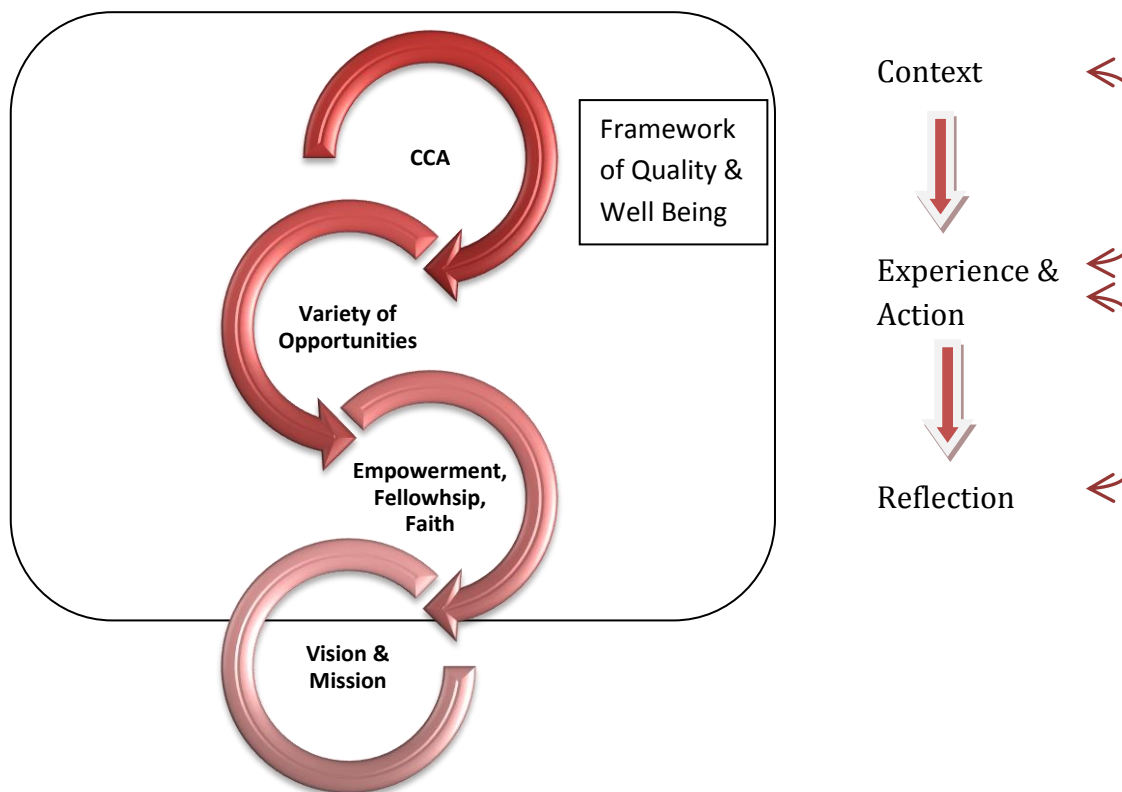 CCA
Framework
of Quality &
Well Being
Variety of
Opportunities
Empowerment,
Fellowhsip,
Faith
Vision &
Mission
Context
Experience &
Action
Reflection